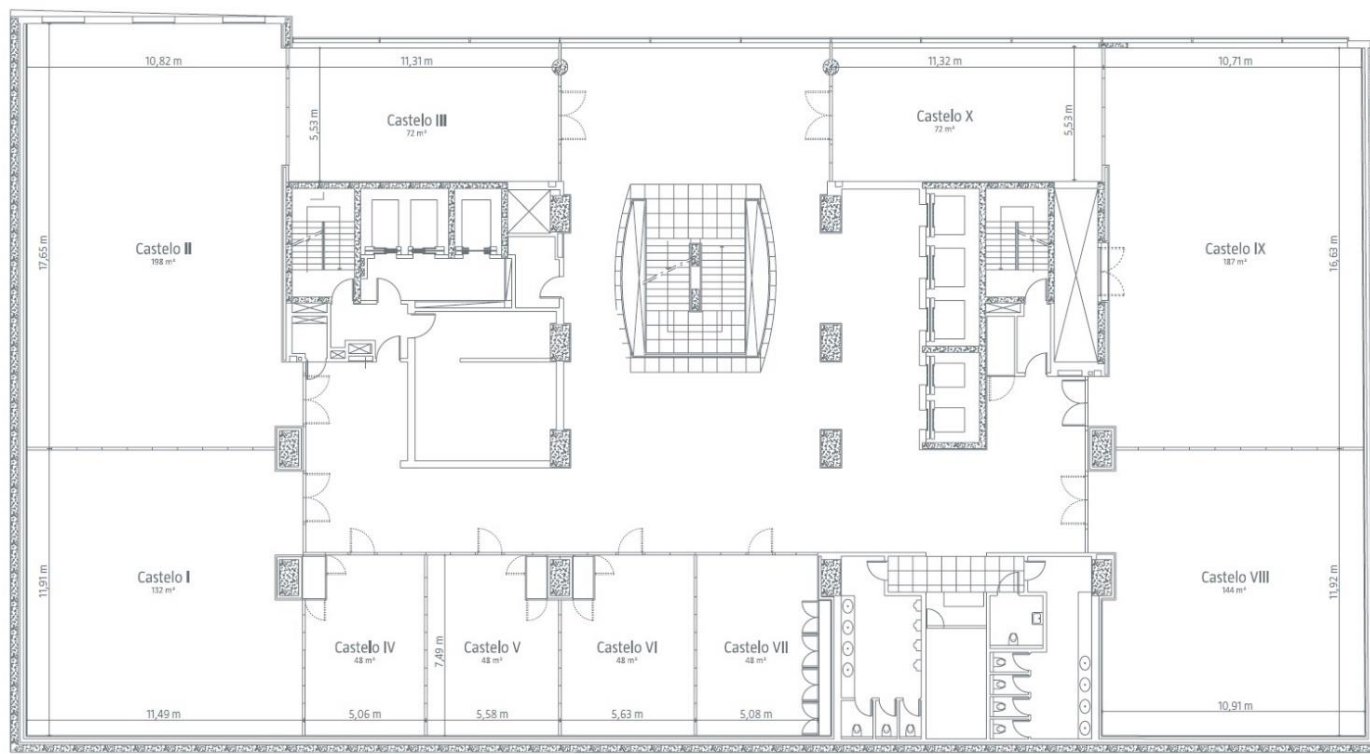 10,82 m
11,31 m
11,32 m
10,71 m
5,53 m
5,53 m
Castelo III
72 m²
Castelo X
72 m²
17,65 m
Castelo II
198 m²
Castelo IX
187 m²
16,63 m
11,91 m
Castelo I
132 m²
Castelo VIII
144 m²
11,92 m
Castelo IV
48 m²
7,49 m
Castelo V
48 m²
Castelo VI
48 m²
Castelo VII
48 m²
11,49 m
5,06 m
5,58 m
5,63 m
5,08 m
10,91 m